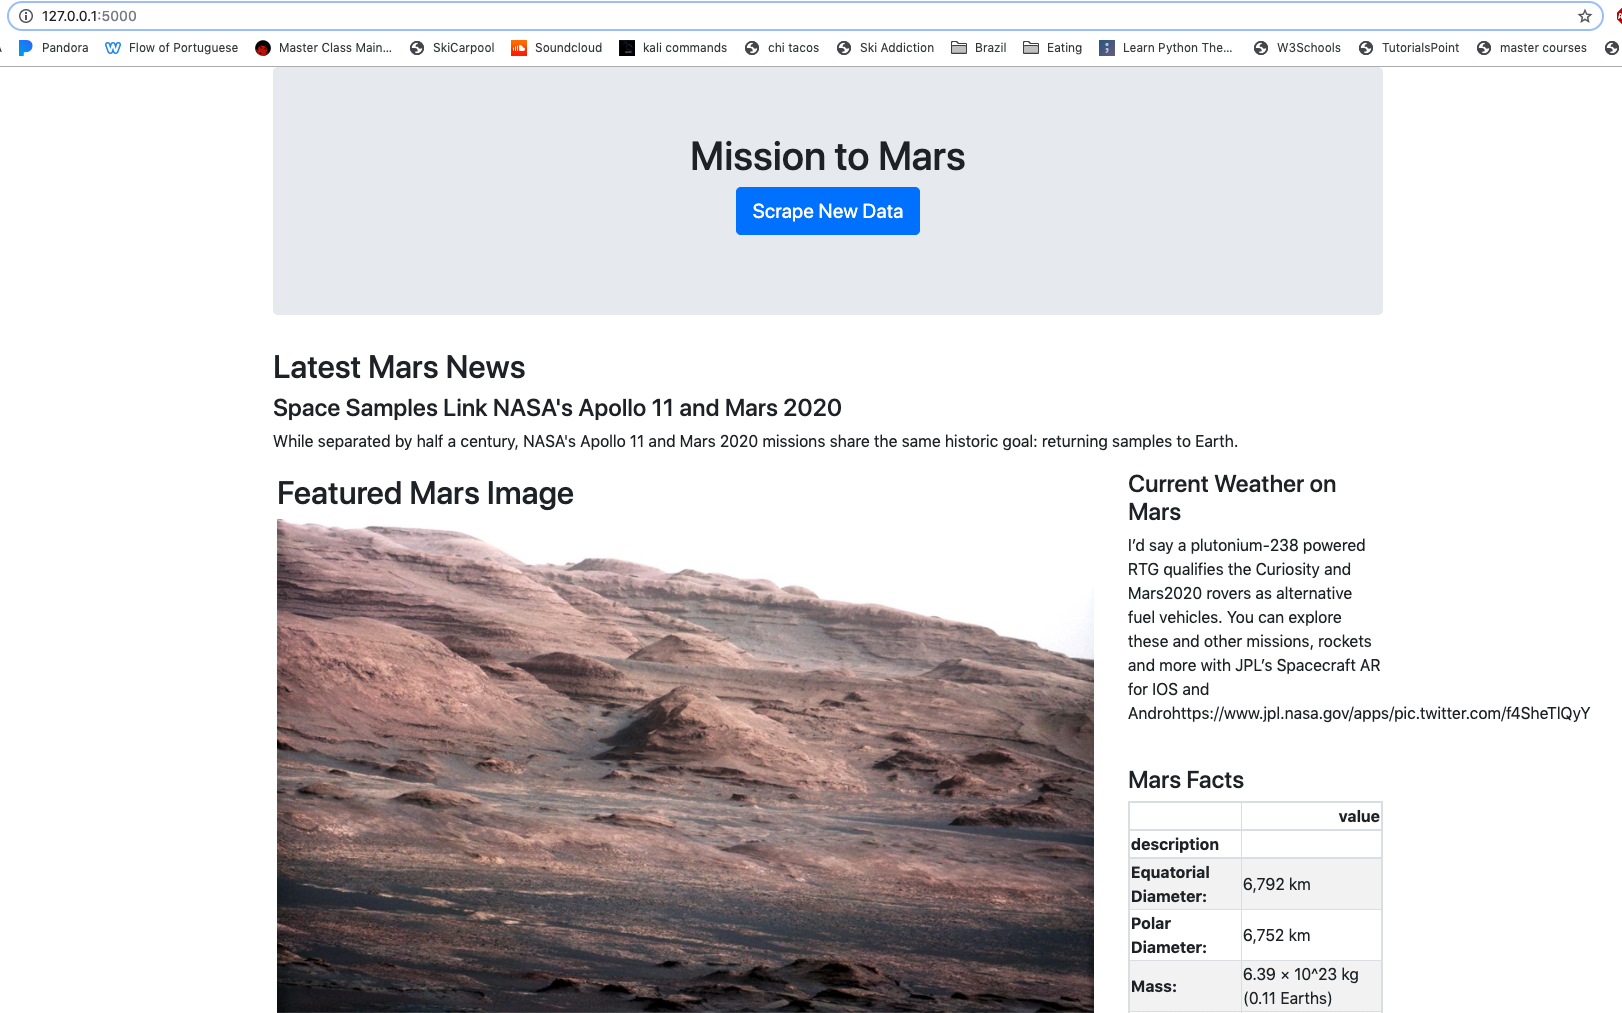 127.0.0.1:5000
Pandora Flow of Portuguese Master Class Main... SkiCarpool Soundcloud kali commands chi tacos Ski Addiction Brazil Eating Learn Python The... W3Schools TutorialsPoint master courses
Mission to Mars
Scrape New Data
Latest Mars News
Space Samples Link NASA's Apollo 11 and Mars 2020
While separated by half a century, NASA's Apollo 11 and Mars 2020 missions share the same historic goal: returning samples to Earth.
Featured Mars Image
Current Weather on
Mars
I’d say a plutonium-238 powered
RTG qualifies the Curiosity and
Mars2020 rovers as alternative
fuel vehicles. You can explore
these and other missions, rockets
and more with JPL’s Spacecraft AR
for IOS and
Androhttps://www.jpl.nasa.gov/apps/pic.twitter.com/f4SheTlQyY
Mars Facts
value
description
Equatorial
Diameter:
6,792 km
Polar
Diameter:
6,752 km
Mass:
6.39 × 10^23 kg
(0.11 Earths)